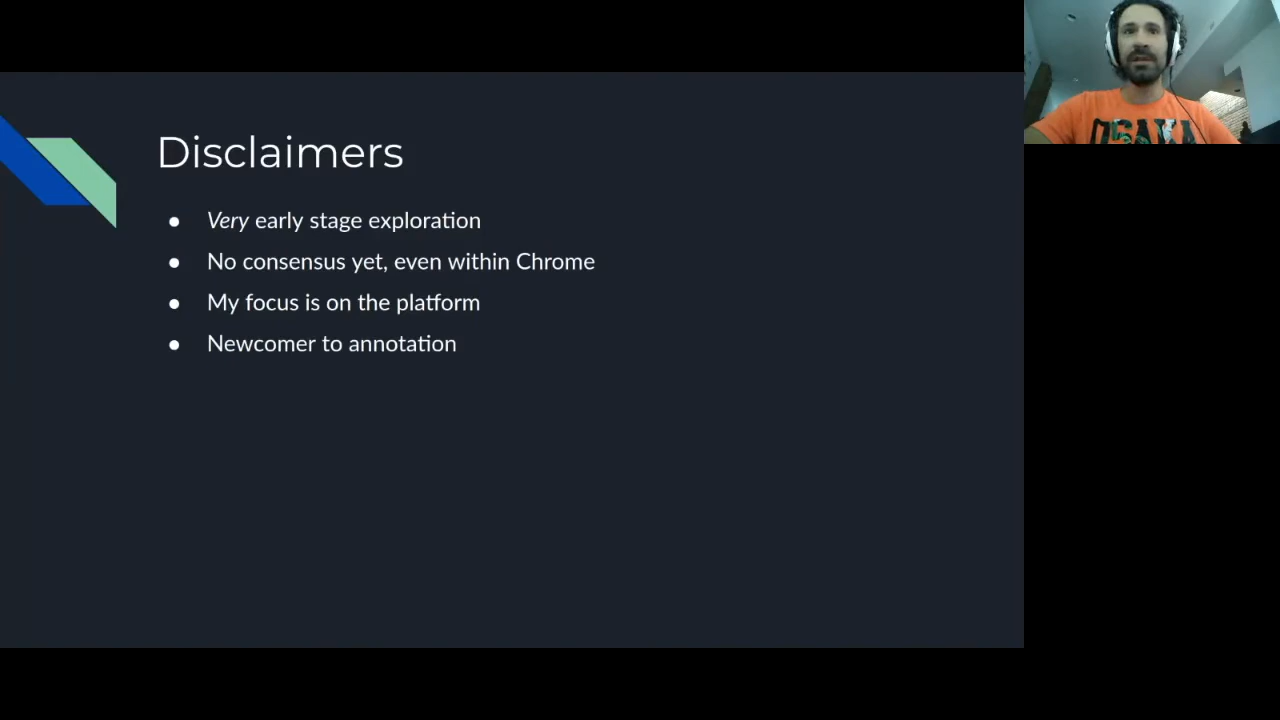 Disclaimers
● Very early stage exploration
● No consensus yet, even within Chrome
● My focus is on the platform
● Newcomer to annotation
OSAKA